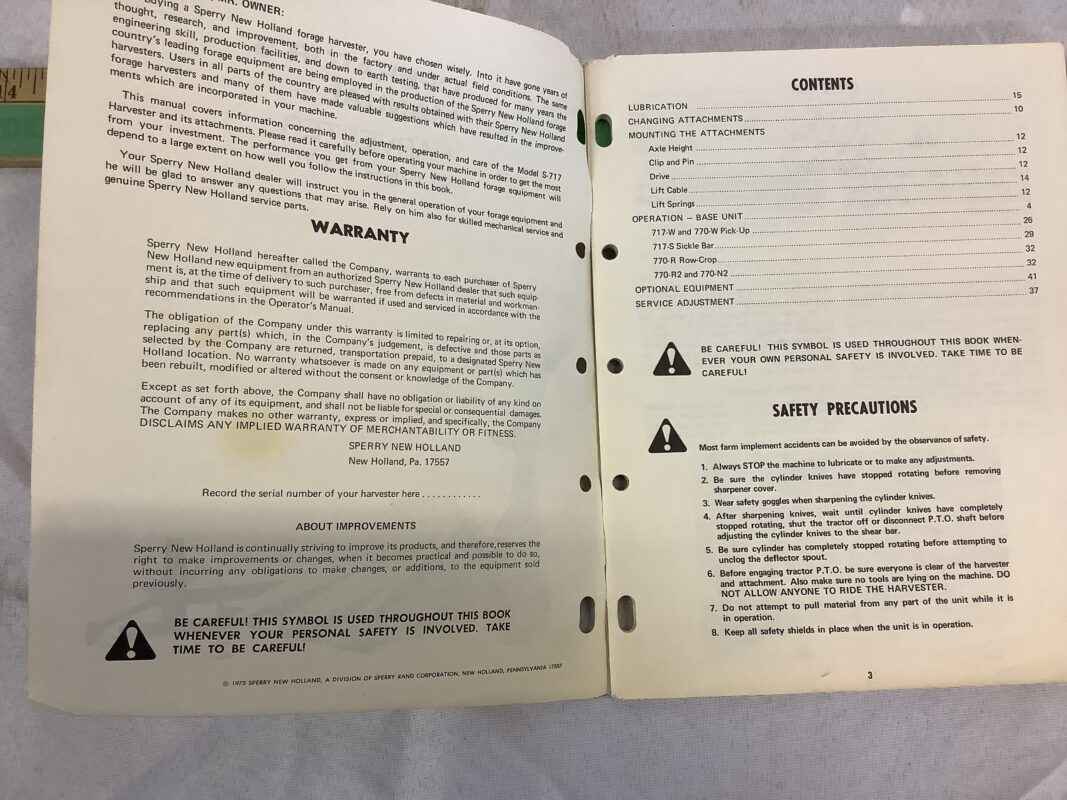 MR. OWNER:
buying a Sperry New Holland forage harvester, you have chosen wisely. Into it have gone years of
thought, research, and improvement, both in the factory and under actual field conditions. The same
engineering skill, production facilities, and down to earth testing, that have produced for many years the
country's leading forage equipment are being employed in the production of the Sperry New Holland forage
harvesters. Users in all parts of the country are pleased with results obtained with their Sperry New Holland
forage harvesters and many of them have made valuable suggestions which have resulted in the improve-
ments which are incorporated in your machine.
This manual covers information concerning the adjustment, operation, and care of the Model S-717
Harvester and its attachments. Please read it carefully before operating your machine in order to get the most
from your investment. The performance you get from your Sperry New Holland forage equipment will
depend to a large extent on how well you follow the instructions in this book.
Your Sperry New Holland dealer will instruct you in the general operation of your forage equipment and
he will be glad to answer any questions that may arise. Rely on him also for skilled mechanical service and
genuine Sperry New Holland service parts.
WARRANTY
Sperry New Holland hereafter called the Company, warrants to each purchaser of Sperry
New Holland new equipment from an authorized Sperry New Holland dealer that such equip-
ment is, at the time of delivery to such purchaser, free from defects in material and workman-
ship and that such equipment will be warranted if used and serviced in accordance with the
recommendations in the Operator's Manual.
The obligation of the Company under this warranty is limited to repairing or, at its option,
replacing any part(s) which, in the Company's judgement, is defective and those parts as
selected by the Company are returned, transportation prepaid, to a designated Sperry New
Holland location. No warranty whatsoever is made on any equipment or part(s) which has
been rebuilt, modified or altered without the consent or knowledge of the Company.
Except as set forth above, the Company shall have no obligation or liability of any kind on
account of any of its equipment, and shall not be liable for special or consequential damages.
The Company makes no other warranty, express or implied, and specifically, the Company
DISCLAIMS ANY IMPLIED WARRANTY OF MERCHANTABILITY OR FITNESS.
SPERRY NEW HOLLAND
New Holland, Pa. 17557
Record the serial number of your harvester here . . . . . . . . . . . .
ABOUT IMPROVEMENTS
Sperry New Holland is continually striving to improve its products, and therefore, reserves the
right to make improvements or changes, when it becomes practical and possible to do so,
without incurring any obligations to make changes, or additions, to the equipment sold
previously.
BE CAREFUL! THIS SYMBOL IS USED THROUGHOUT THIS BOOK
WHENEVER YOUR PERSONAL SAFETY IS INVOLVED. TAKE
TIME TO BE CAREFUL!
© 1975 SPERRY NEW HOLLAND, A DIVISION OF SPERRY RAND CORPORATION, NEW HOLLAND, PENNSYLVANIA 17557
CONTENTS
LUBRICATION 15
CHANGING ATTACHMENTS 10
MOUNTING THE ATTACHMENTS
Axle Height 12
Clip and Pin 12
Drive 12
Lift Cable 14
Lift Springs 12
OPERATION – BASE UNIT 4
717-W and 770-W Pick-Up 26
717-S Sickle Bar 29
770-R Row-Crop 32
770-R2 and 770-N2 32
OPTIONAL EQUIPMENT 41
SERVICE ADJUSTMENT 37
BE CAREFUL! THIS SYMBOL IS USED THROUGHOUT THIS BOOK WHEN-
EVER YOUR OWN PERSONAL SAFETY IS INVOLVED. TAKE TIME TO BE
CAREFUL!
SAFETY PRECAUTIONS
Most farm implement accidents can be avoided by the observance of safety.
1. Always STOP the machine to lubricate or to make any adjustments.
2. Be sure the cylinder knives have stopped rotating before removing
sharpener cover.
3. Wear safety goggles when sharpening the cylinder knives.
4. After sharpening knives, wait until cylinder knives have completely
stopped rotating, shut the tractor off or disconnect P.T.O. shaft before
adjusting the cylinder knives to the shear bar.
5. Be sure cylinder has completely stopped rotating before attempting to
unclog the deflector spout.
6. Before engaging tractor P.T.O. be sure everyone is clear of the harvester
and attachment. Also make sure no tools are lying on the machine. DO
NOT ALLOW ANYONE TO RIDE THE HARVESTER.
7. Do not attempt to pull material from any part of the unit while it is
in operation.
8. Keep all safety shields in place when the unit is in operation.
3
14